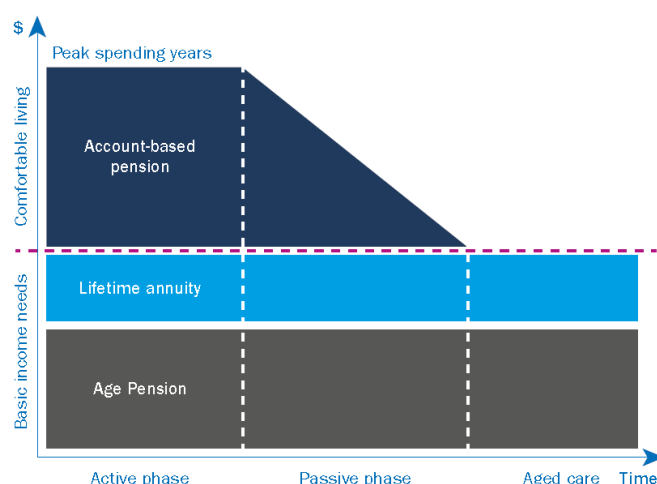 $
Peak spending years
Comfortable living
Account-based
pension
Lifetime annuity
Basic income needs
Age Pension
Active phase
Passive phase
Aged care
Time